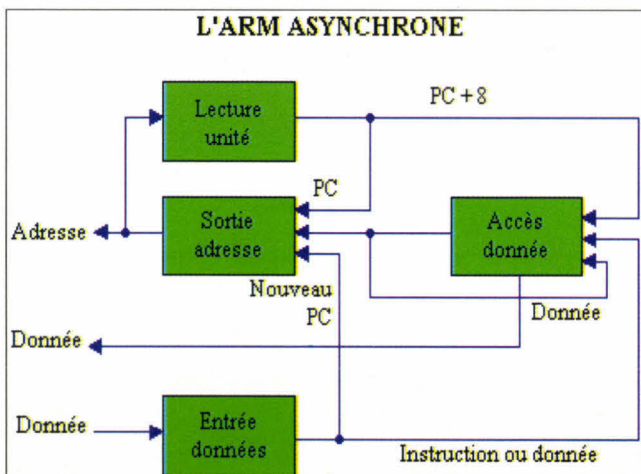 L'ARM ASYNCHRONE
Lecture
unité
PC + 8
PC
Adresse
Sortie
adresse
Accès
donnée
Nouveau
PC
Donnée
Donnée
Donnée
Entrée
données
Instruction ou donnée